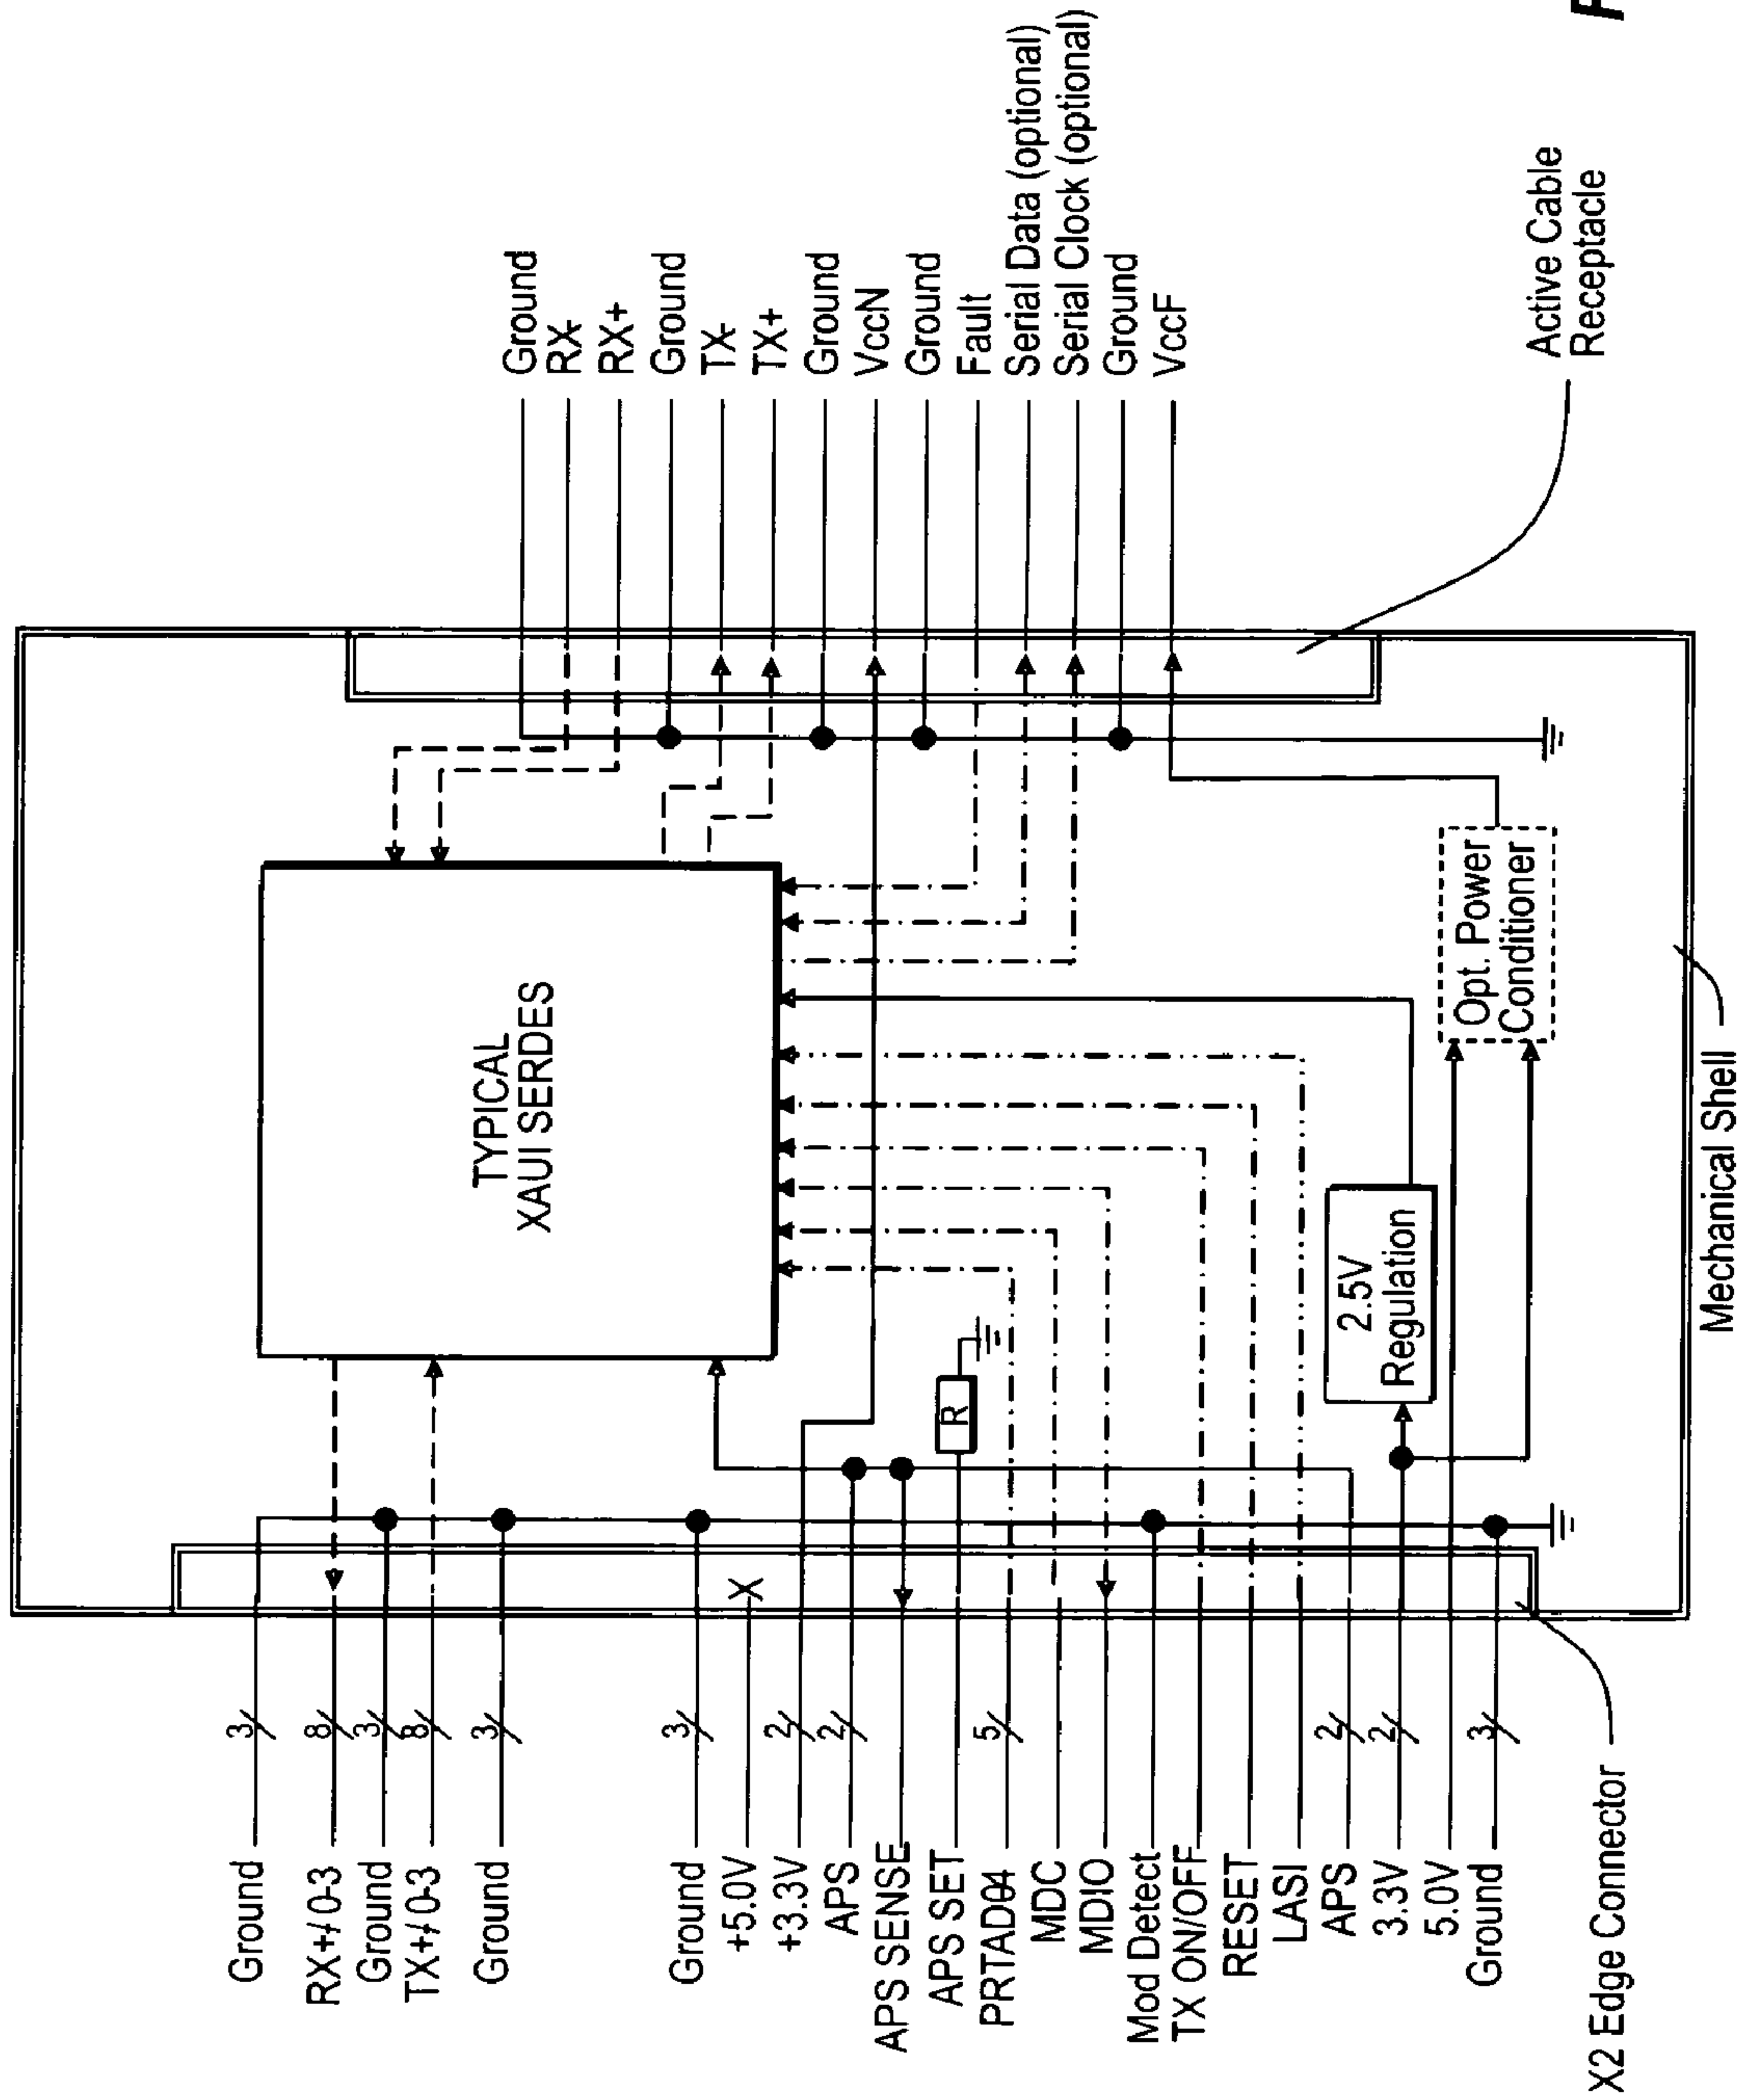 Ground
RX+/ 0-3
Ground
TX+/ 0-3
Ground
Ground
+5.0V
+3.3V
APS
APS SENSE
APS SET
PRTAD04
MDC
MDIO
Mod Detect
TX ON/OFF
RESET
LASI
APS
3.3V
5.0V
Ground
3
8
3
8
3
3
2
2
5
2
2
3
X
X2 Edge Connector
TYPICAL
XAUI SERDES
R
2.5V
Regulation
Opt. Power
Conditioner
Mechanical Shell
Ground
RX-
RX+
Ground
TX-
TX+
Ground
VccN
Ground
Fault
Serial Data (optional)
Serial Clock (optional)
Ground
VccF
Active Cable
Receptacle